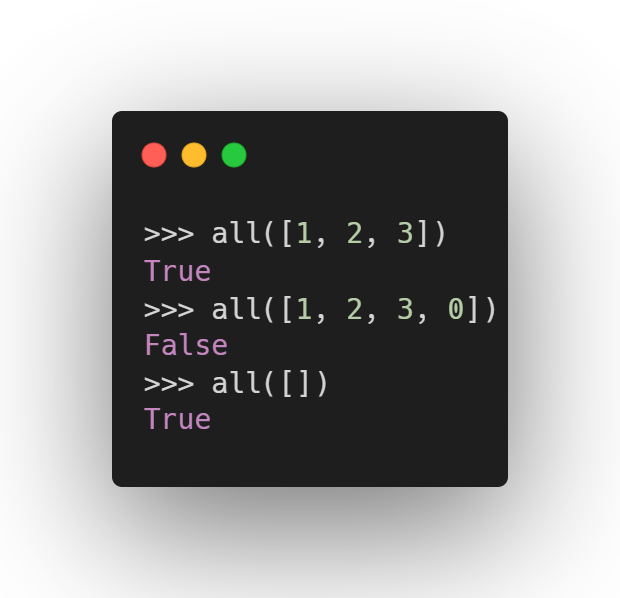 >>> all([1, 2, 3])
True
>>> all([1, 2, 3, 0])
False
>>> all([])
True